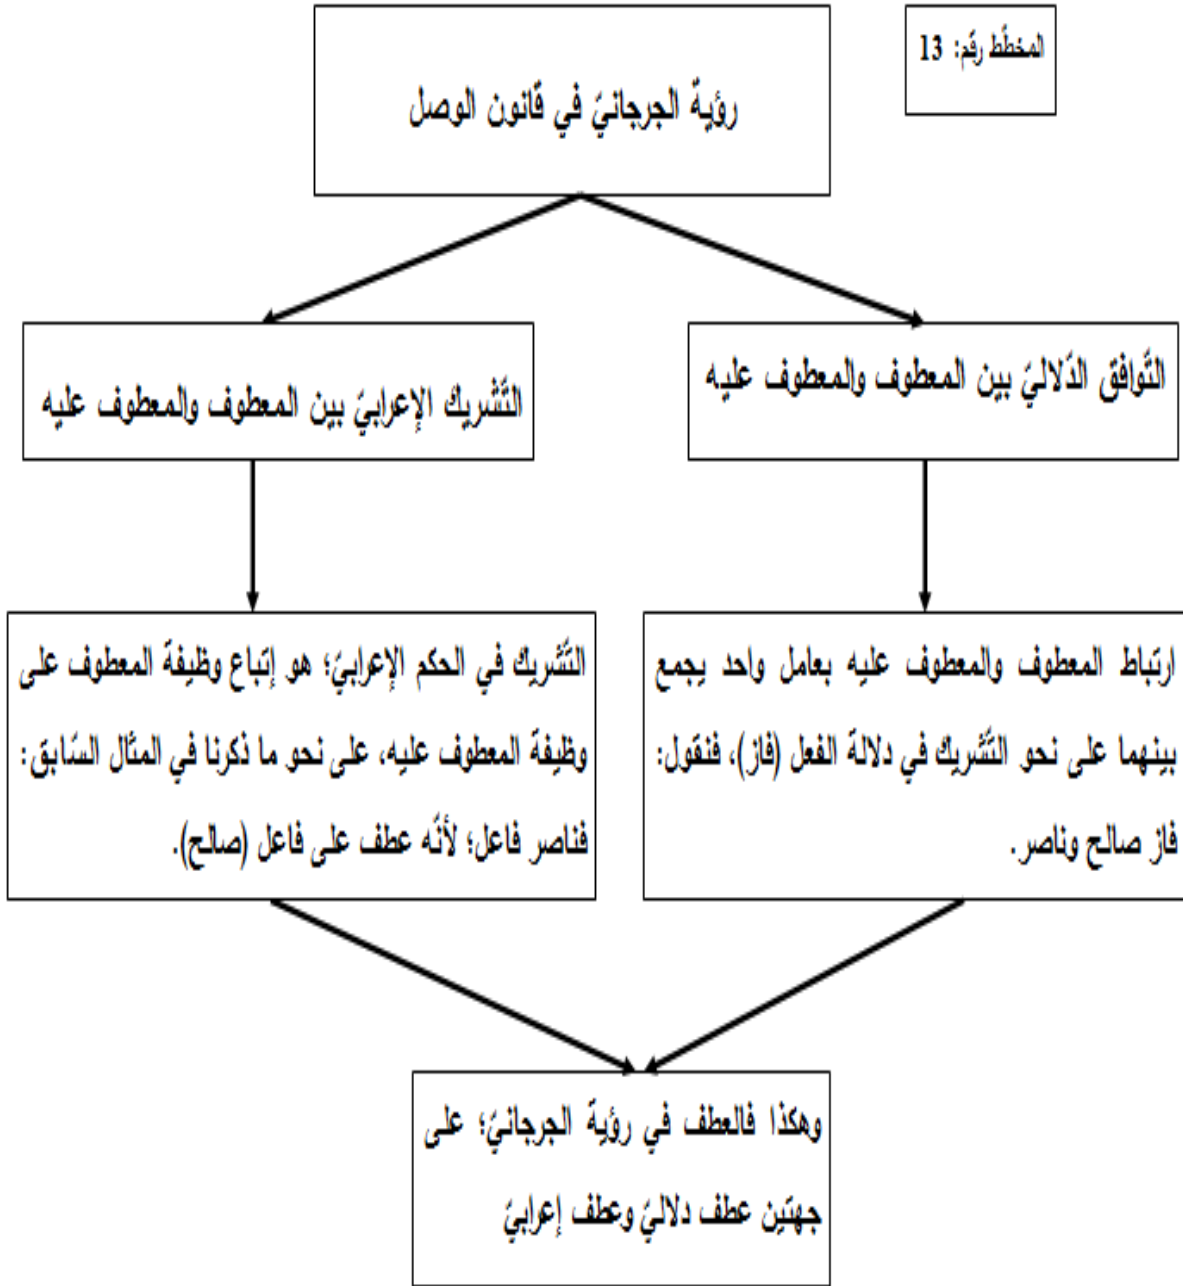 المخطّط رقم: 13
رؤية الجرجانيّ في قانون الوصل
التّوافق الدّلاليّ بين المعطوف والمعطوف عليه
التّشريك الإعرابيّ بين المعطوف والمعطوف عليه
ارتباط المعطوف والمعطوف عليه بعامل واحد يجمع
بينهما على نحو التّشريك في دلالة الفعل (فاز)، فنقول:
فاز صالح وناصر.
التّشريك في الحكم الإعرابيّ؛ هو إتباع وظيفة المعطوف على
وظيفة المعطوف عليه، على نحو ما ذكرنا في المثال السّابق:
فناصر فاعل؛ لأنّه عطف على فاعل (صالح).
وهكذا فالعطف في رؤية الجرجانيّ؛ على
جهتين عطف دلاليّ وعطف إعرابيّ